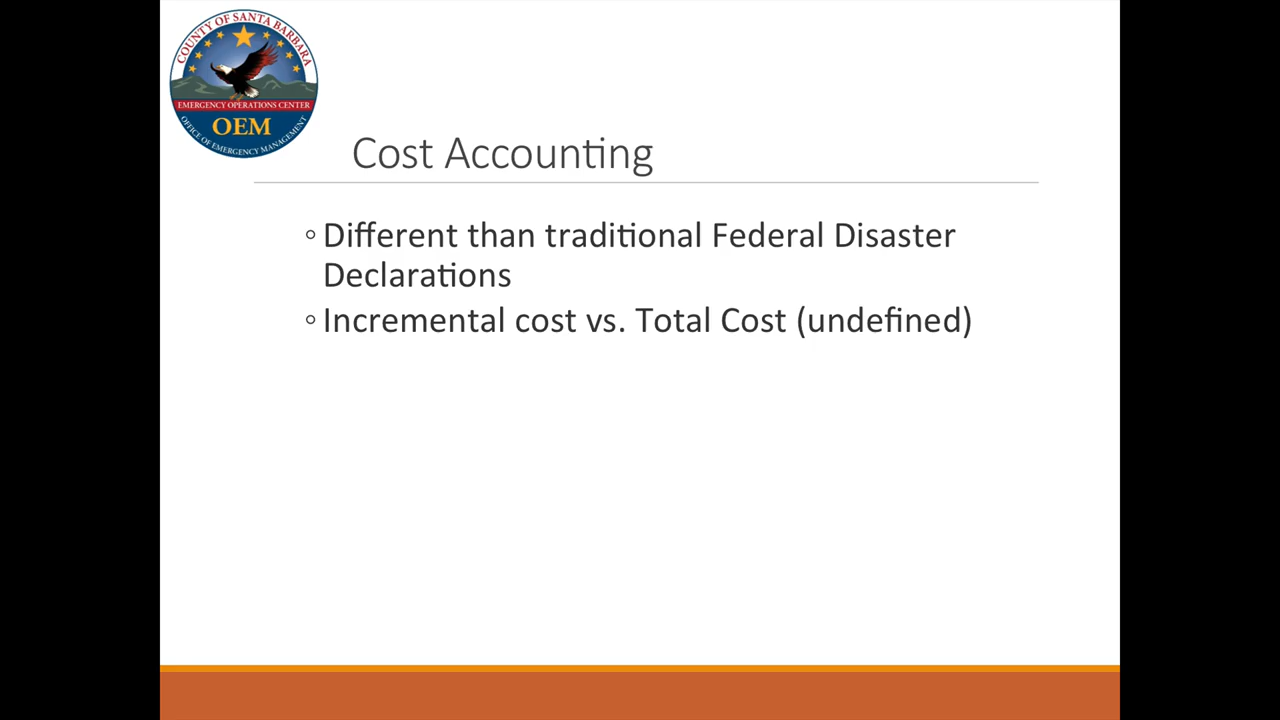 COUNTY OF SANTA BARBARA
EMERGENCY OPERATIONS CENTER
OEM
OFFICE OF EMERGENCY MANAGEMENT
Cost Accounting
◦ Different than traditional Federal Disaster
Declarations
◦ Incremental cost vs. Total Cost (undefined)